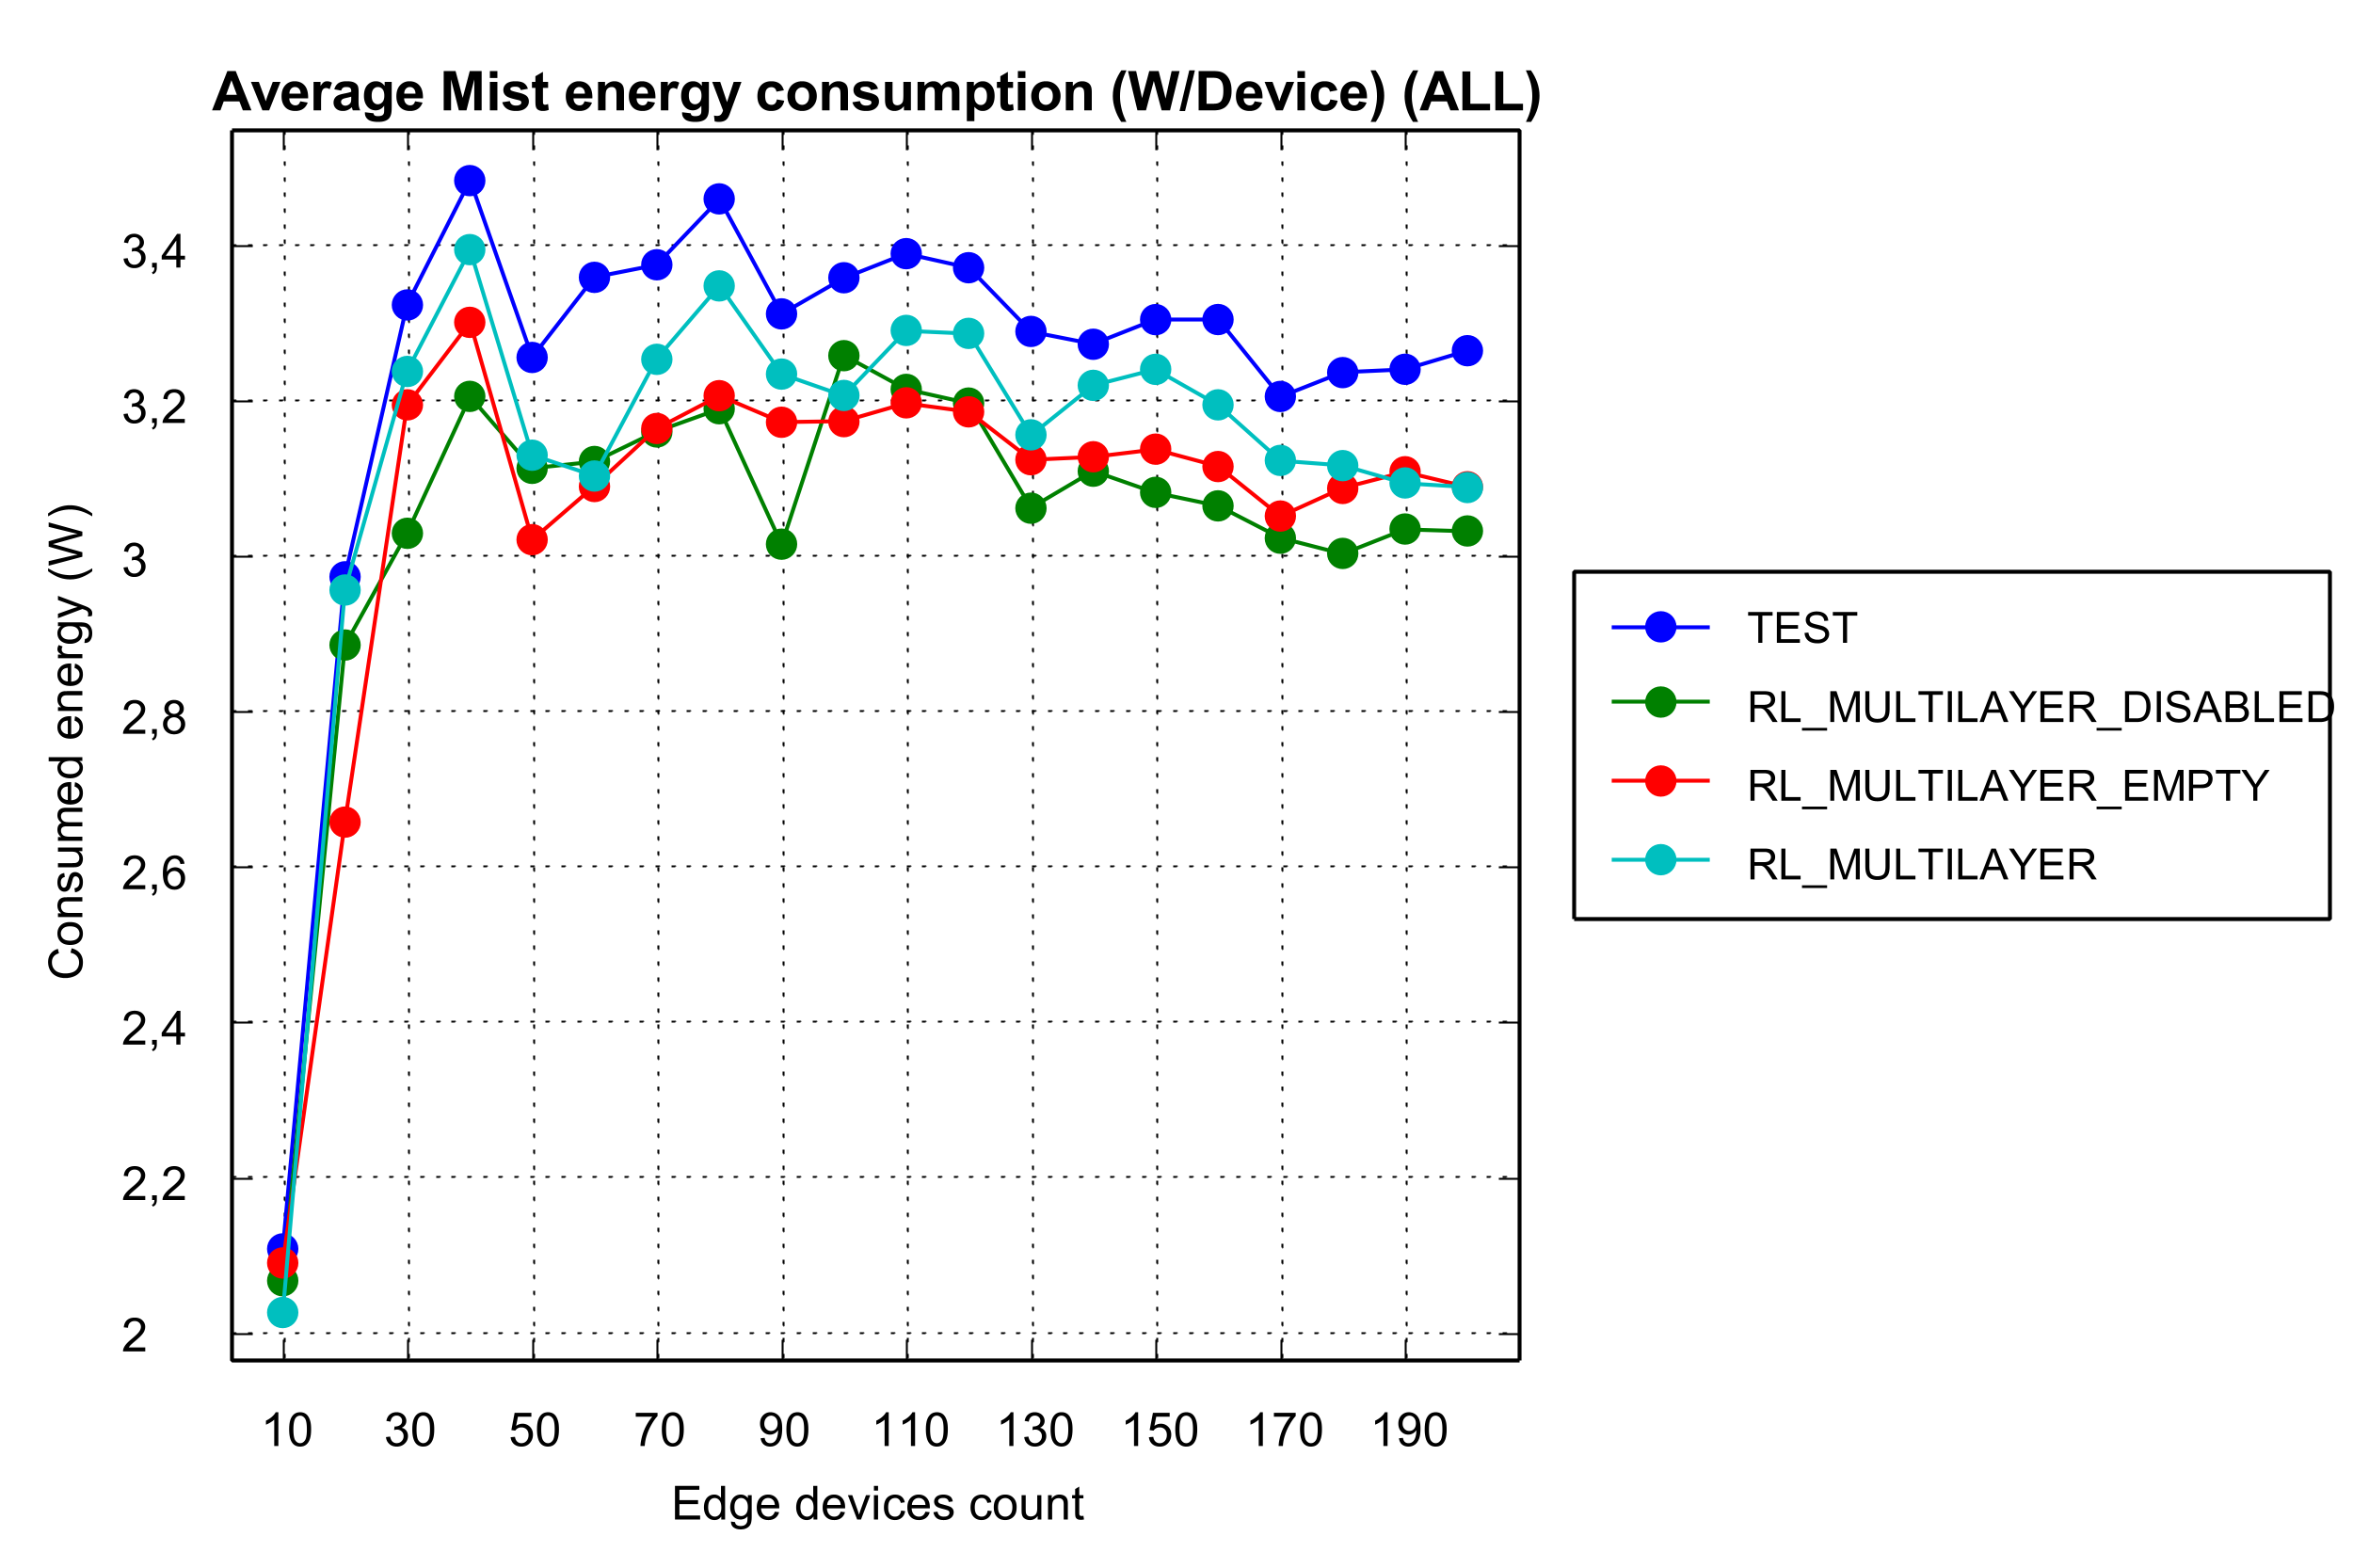 Average Mist energy consumption (W/Device) (ALL)
Consumed energy (W)
3,4
3,2
3
2,8
2,6
2,4
2,2
2
10 30 50 70 90 110 130 150 170 190
Edge devices count
TEST
RL_MULTILAYER_DISABLED
RL_MULTILAYER_EMPTY
RL_MULTILAYER